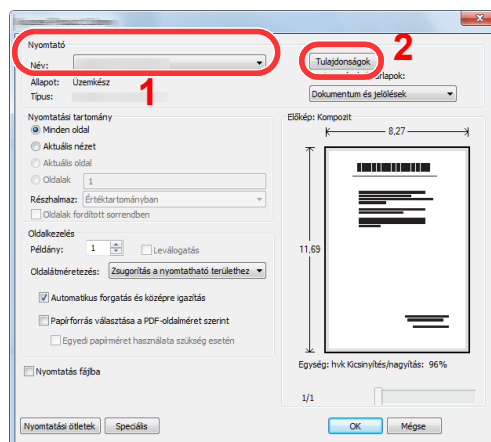 Nyomtató
Név:
1
Állapot: Üzemkész
Típus:
Tulajdonságok
2
Dokumentum és jelölések
Nyomtatási tartomány
Minden oldal
Aktuális nézet
Aktuális oldal
Oldalak 1
Részhalmaz: Értéktartományban
Oldalak fordított sorrendben
Oldalkezelés
Példány: 1 Leválogatás
Oldalátméretezés: Zsugorítás a nyomtatható területhez
Automatikus forgatás és középre igazítás
Papírforrás választása a PDF-oldalméret szerint
Egyedi papírméret használata szükség esetén
Nyomtatás fájlba
Előkép: Kompozit
8,27
11,69
Egység: hvk Kicsinyítés/nagyítás: 96%
1/1
Nyomtatási ötletek Speciális
OK Mégse